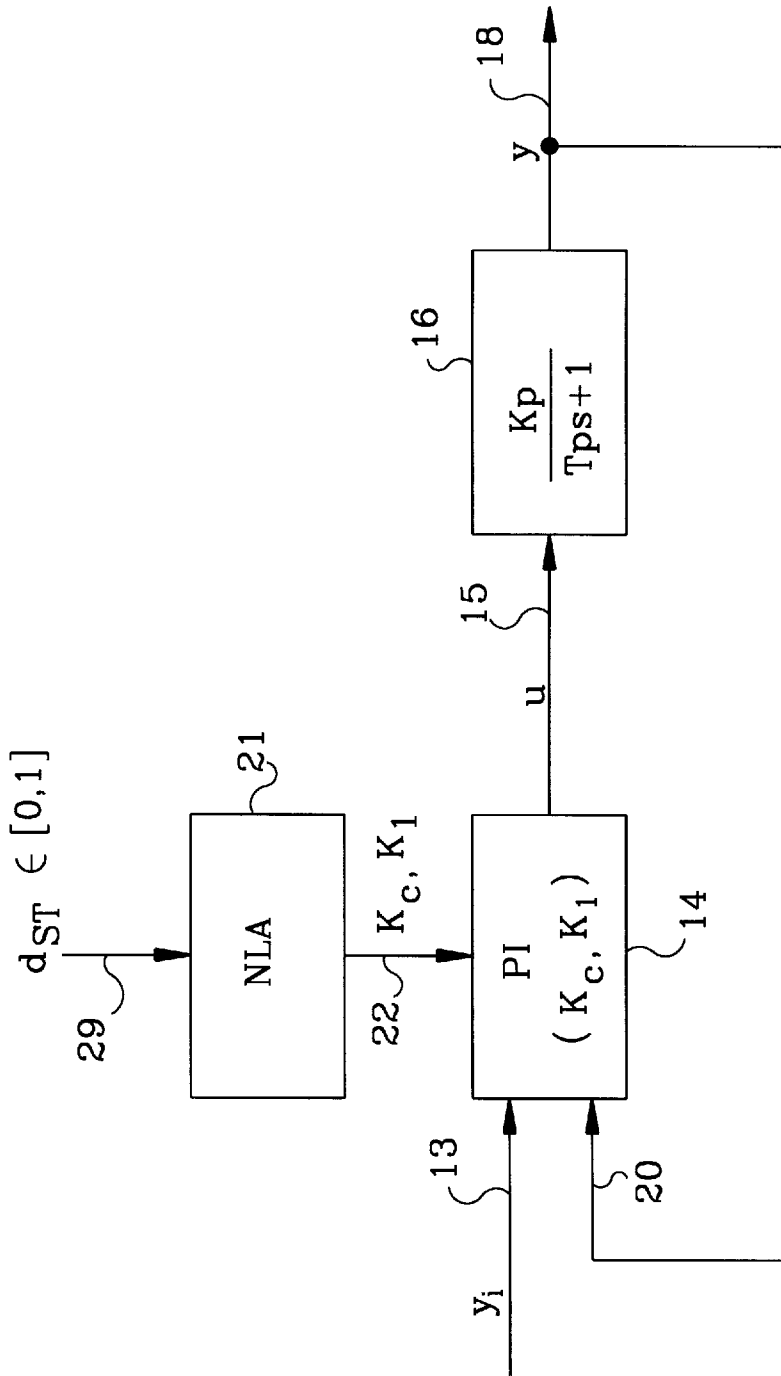 d_ST ∈ [0,1]
29
21
NLA
22
K_c, K_1
y_i
13
20
PI
( K_c, K_1 )
14
u
15
16
Kp
Tps+1
y
18